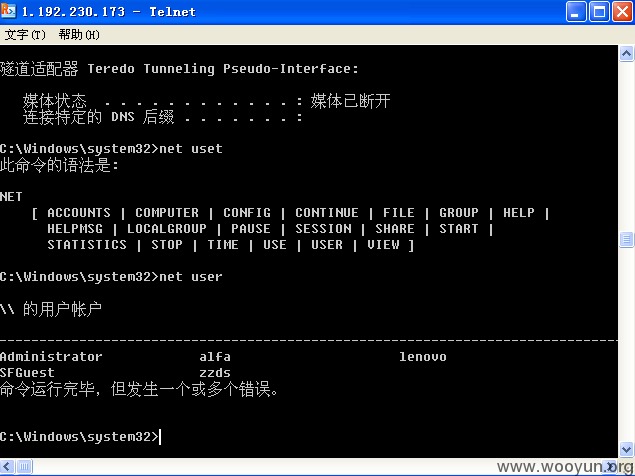 1.192.230.173 - Telnet
文字(T) 帮助(H)
隧道适配器 Teredo Tunneling Pseudo-Interface:
媒体状态 . . . . . . . . . . . . : 媒体已断开
连接特定的 DNS 后缀 . . . . . . . :
C:\Windows\system32>net uset
此命令的语法是:
NET
[ ACCOUNTS | COMPUTER | CONFIG | CONTINUE | FILE | GROUP | HELP |
HELPMSG | LOCALGROUP | PAUSE | SESSION | SHARE | START |
STATISTICS | STOP | TIME | USE | USER | VIEW ]
C:\Windows\system32>net user
\\ 的用户帐户
-------------------------------------------------------------------------------
Administrator alfa lenovo
SFGuest zzds
命令运行完毕，但发生一个或多个错误。
C:\Windows\system32>
www.wooyun.org